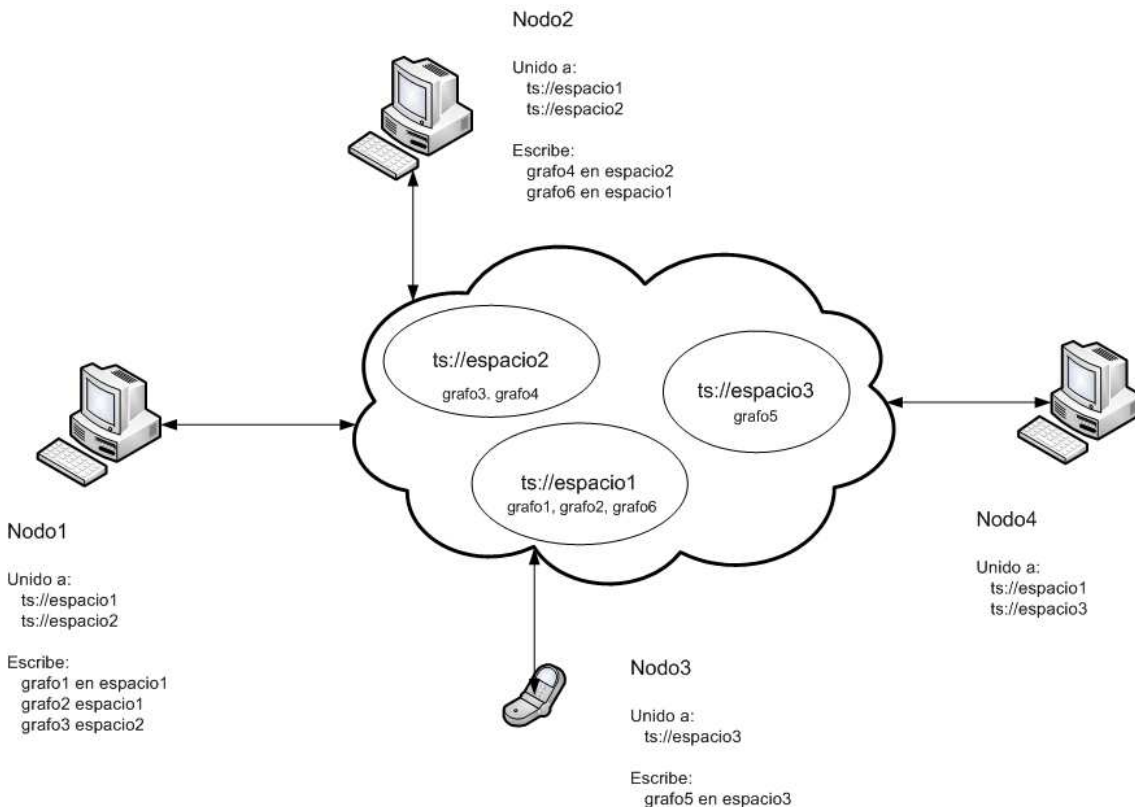 Nodo2
Unido a:
ts://espacio1
ts://espacio2
Escribe:
grafo4 en espacio2
grafo6 en espacio1
ts://espacio2
grafo3. grafo4
ts://espacio3
grafo5
ts://espacio1
grafo1, grafo2, grafo6
Nodo1
Unido a:
ts://espacio1
ts://espacio2
Escribe:
grafo1 en espacio1
grafo2 espacio1
grafo3 espacio2
Nodo4
Unido a:
ts://espacio1
ts://espacio3
Nodo3
Unido a:
ts://espacio3
Escribe:
grafo5 en espacio3